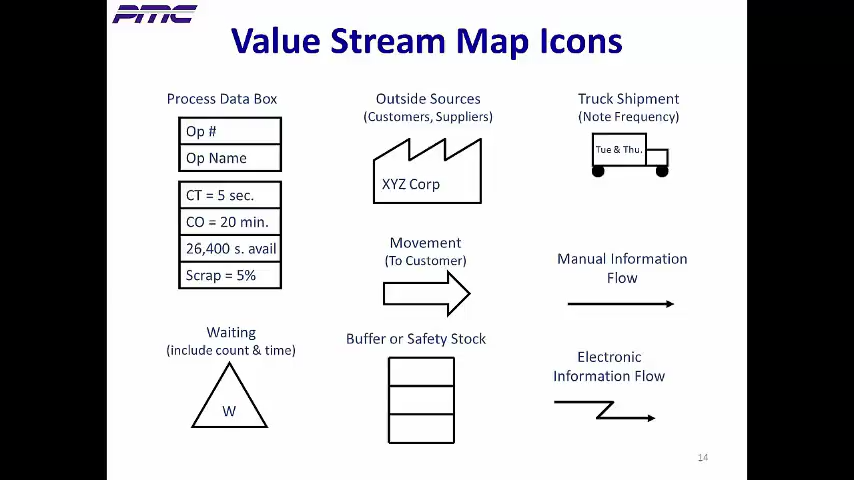 PMC
Value Stream Map Icons
Process Data Box
Op #
Op Name
CT = 5 sec.
CO = 20 min.
26,400 s. avail
Scrap = 5%
Waiting
(include count & time)
W
Outside Sources
(Customers, Suppliers)
XYZ Corp
Movement
(To Customer)
Buffer or Safety Stock
Truck Shipment
(Note Frequency)
Tue & Thu.
Manual Information
Flow
Electronic
Information Flow
14